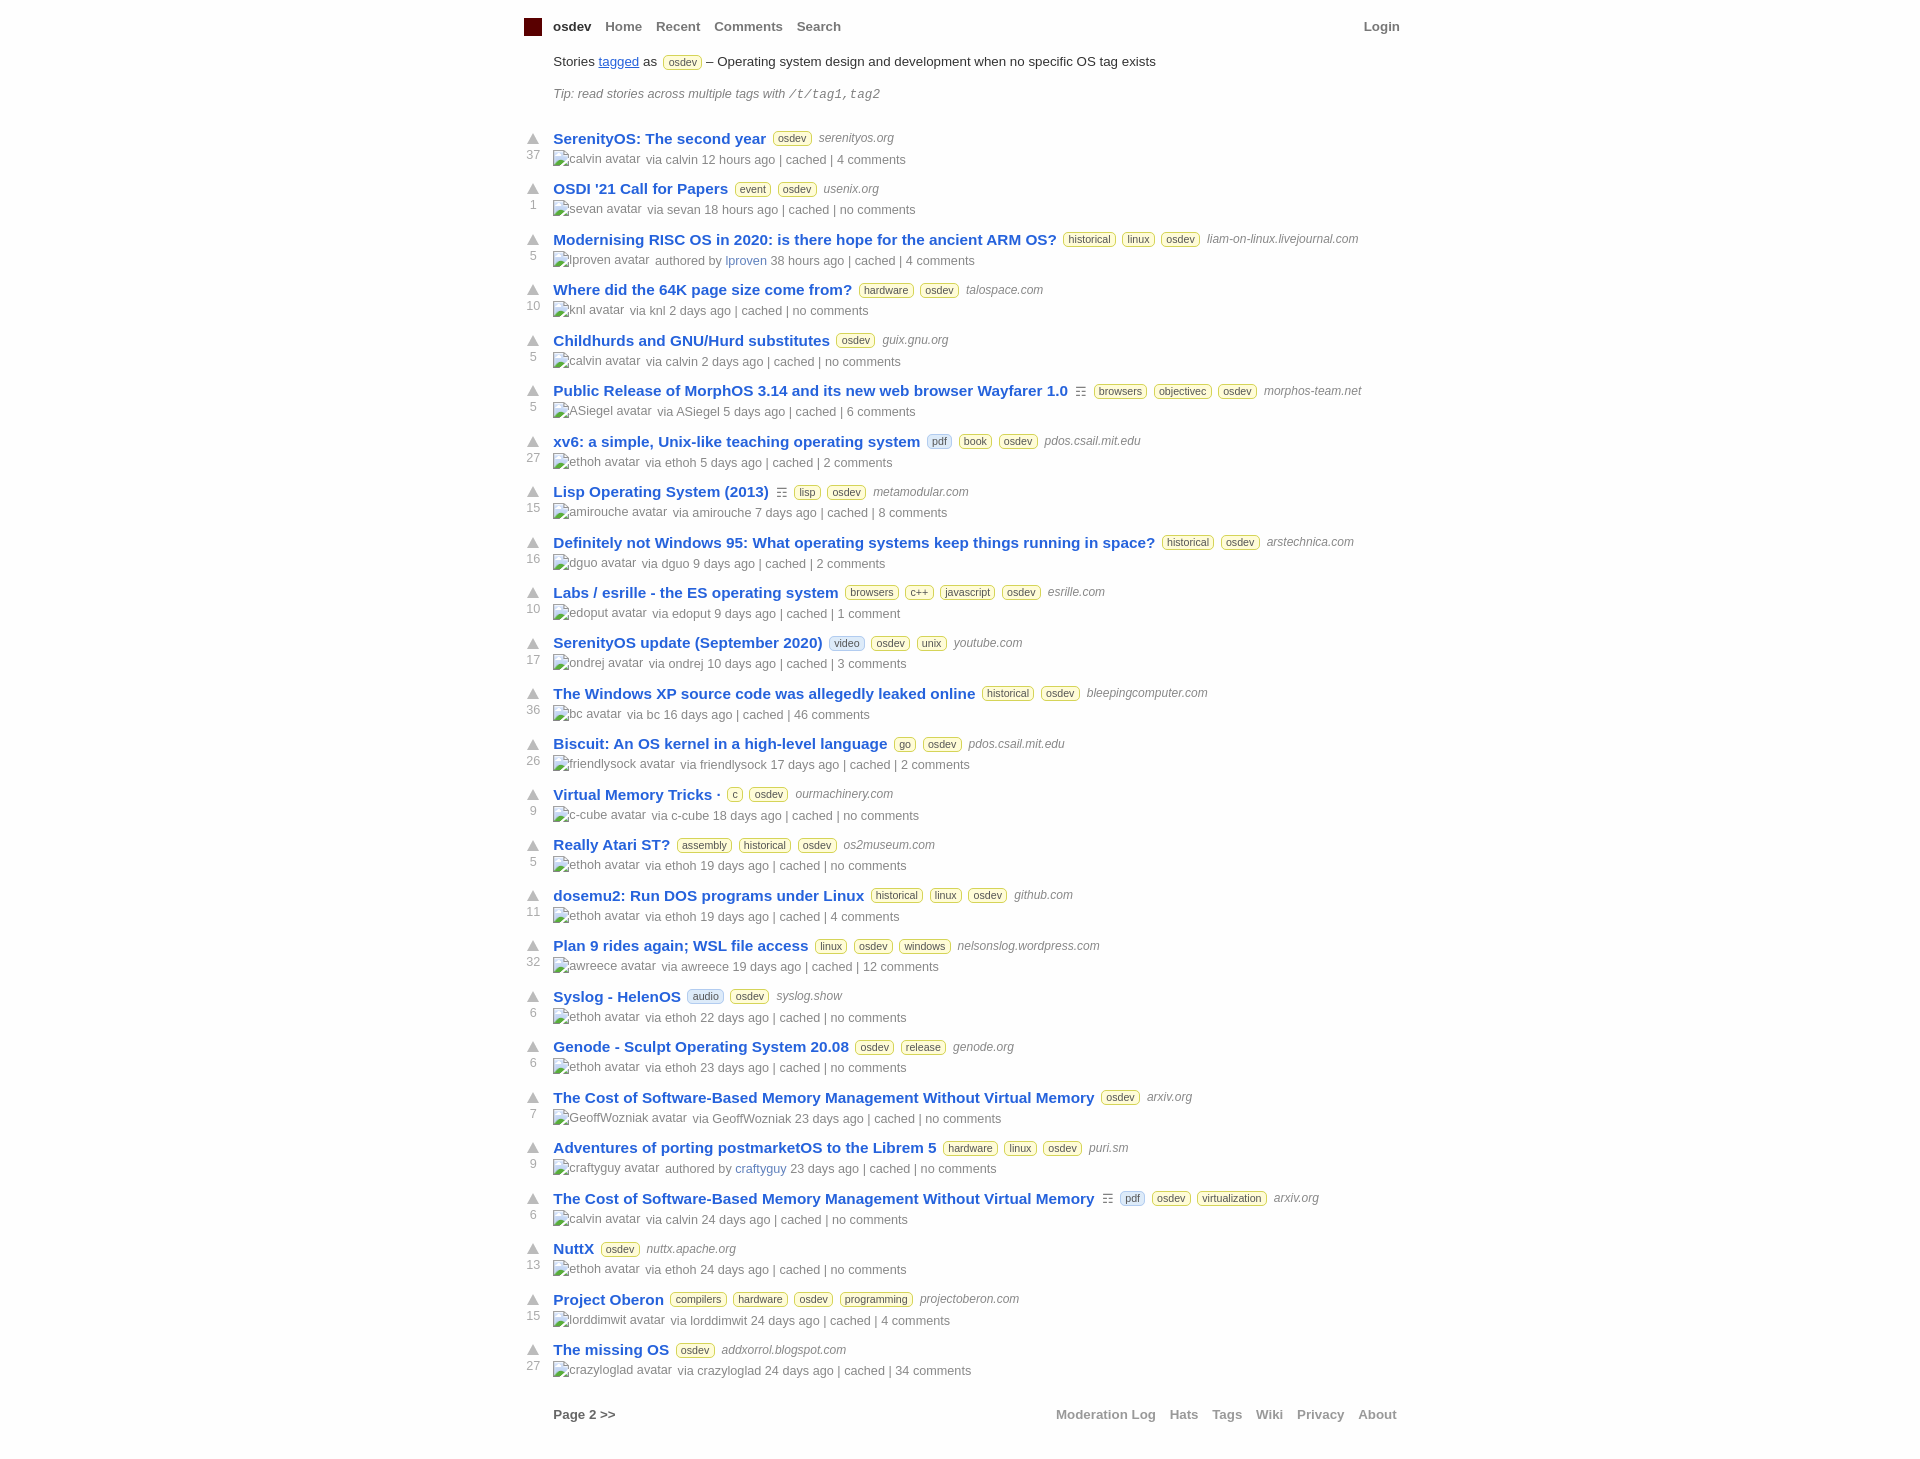 osdev Home Recent Comments Search Login
Stories tagged as osdev – Operating system design and development when no specific OS tag exists
Tip: read stories across multiple tags with /t/tag1,tag2
SerenityOS: The second year osdev serenityos.org
37 calvin avatar via calvin 12 hours ago | cached | 4 comments
OSDI '21 Call for Papers event osdev usenix.org
1 sevan avatar via sevan 18 hours ago | cached | no comments
Modernising RISC OS in 2020: is there hope for the ancient ARM OS? historical linux osdev liam-on-linux.livejournal.com
5 lproven avatar authored by lproven 38 hours ago | cached | 4 comments
Where did the 64K page size come from? hardware osdev talospace.com
10 knl avatar via knl 2 days ago | cached | no comments
Childhurds and GNU/Hurd substitutes osdev guix.gnu.org
5 calvin avatar via calvin 2 days ago | cached | no comments
Public Release of MorphOS 3.14 and its new web browser Wayfarer 1.0 ☶ browsers objectivec osdev morphos-team.net
5 ASiegel avatar via ASiegel 5 days ago | cached | 6 comments
xv6: a simple, Unix-like teaching operating system pdf book osdev pdos.csail.mit.edu
27 ethoh avatar via ethoh 5 days ago | cached | 2 comments
Lisp Operating System (2013) ☶ lisp osdev metamodular.com
15 amirouche avatar via amirouche 7 days ago | cached | 8 comments
Definitely not Windows 95: What operating systems keep things running in space? historical osdev arstechnica.com
16 dguo avatar via dguo 9 days ago | cached | 2 comments
Labs / esrille - the ES operating system browsers c++ javascript osdev esrille.com
10 edoput avatar via edoput 9 days ago | cached | 1 comment
SerenityOS update (September 2020) video osdev unix youtube.com
17 ondrej avatar via ondrej 10 days ago | cached | 3 comments
The Windows XP source code was allegedly leaked online historical osdev bleepingcomputer.com
36 bc avatar via bc 16 days ago | cached | 46 comments
Biscuit: An OS kernel in a high-level language go osdev pdos.csail.mit.edu
26 friendlysock avatar via friendlysock 17 days ago | cached | 2 comments
Virtual Memory Tricks · c osdev ourmachinery.com
9 c-cube avatar via c-cube 18 days ago | cached | no comments
Really Atari ST? assembly historical osdev os2museum.com
5 ethoh avatar via ethoh 19 days ago | cached | no comments
dosemu2: Run DOS programs under Linux historical linux osdev github.com
11 ethoh avatar via ethoh 19 days ago | cached | 4 comments
Plan 9 rides again; WSL file access linux osdev windows nelsonslog.wordpress.com
32 awreece avatar via awreece 19 days ago | cached | 12 comments
Syslog - HelenOS audio osdev syslog.show
6 ethoh avatar via ethoh 22 days ago | cached | no comments
Genode - Sculpt Operating System 20.08 osdev release genode.org
6 ethoh avatar via ethoh 23 days ago | cached | no comments
The Cost of Software-Based Memory Management Without Virtual Memory osdev arxiv.org
7 GeoffWozniak avatar via GeoffWozniak 23 days ago | cached | no comments
Adventures of porting postmarketOS to the Librem 5 hardware linux osdev puri.sm
9 craftyguy avatar authored by craftyguy 23 days ago | cached | no comments
The Cost of Software-Based Memory Management Without Virtual Memory ☶ pdf osdev virtualization arxiv.org
6 calvin avatar via calvin 24 days ago | cached | no comments
NuttX osdev nuttx.apache.org
13 ethoh avatar via ethoh 24 days ago | cached | no comments
Project Oberon compilers hardware osdev programming projectoberon.com
15 lorddimwit avatar via lorddimwit 24 days ago | cached | 4 comments
The missing OS osdev addxorrol.blogspot.com
27 crazyloglad avatar via crazyloglad 24 days ago | cached | 34 comments
Page 2 >> Moderation Log Hats Tags Wiki Privacy About